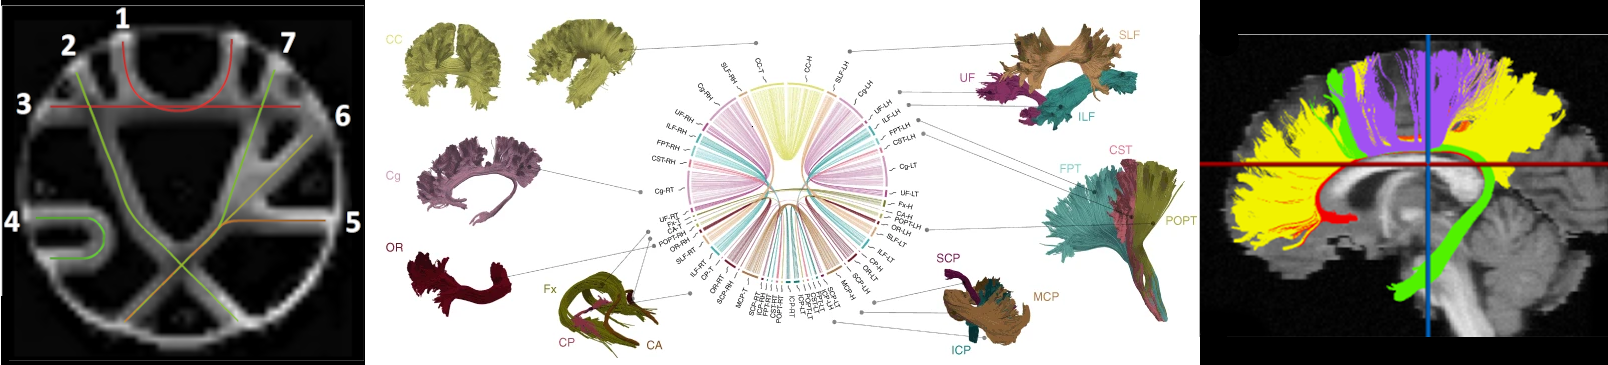 1
2
7
3
6
4
5
CC
Cg
OR
Fx
CP
CA
CC-T
CC-H
SLF-RH
SLF-LH
Cg-RH
Cg-LH
UF-RH
UF-LH
ILF-RH
ILF-LH
FPT-RH
FPT-LH
CST-RH
CST-LH
Cg-RT
Cg-LT
UF-RT
UF-LT
Fx-T
Fx-H
CA-T
CA-H
POPT-RH
POPT-LH
OR-RH
OR-LH
SLF-RT
SLF-LT
ILF-RT
ILF-LT
CP-T
CP-H
OR-RT
OR-LT
SCP-RH
SCP-LH
MCP-T
MCP-H
SCP-RT
SCP-LT
ICP-RH
ICP-LH
FPT-RT
FPT-LT
CST-RT
CST-LT
POPT-RT
POPT-LT
ICP-RT
ICP-LT
SLF
UF
ILF
CST
FPT
POPT
SCP
MCP
ICP